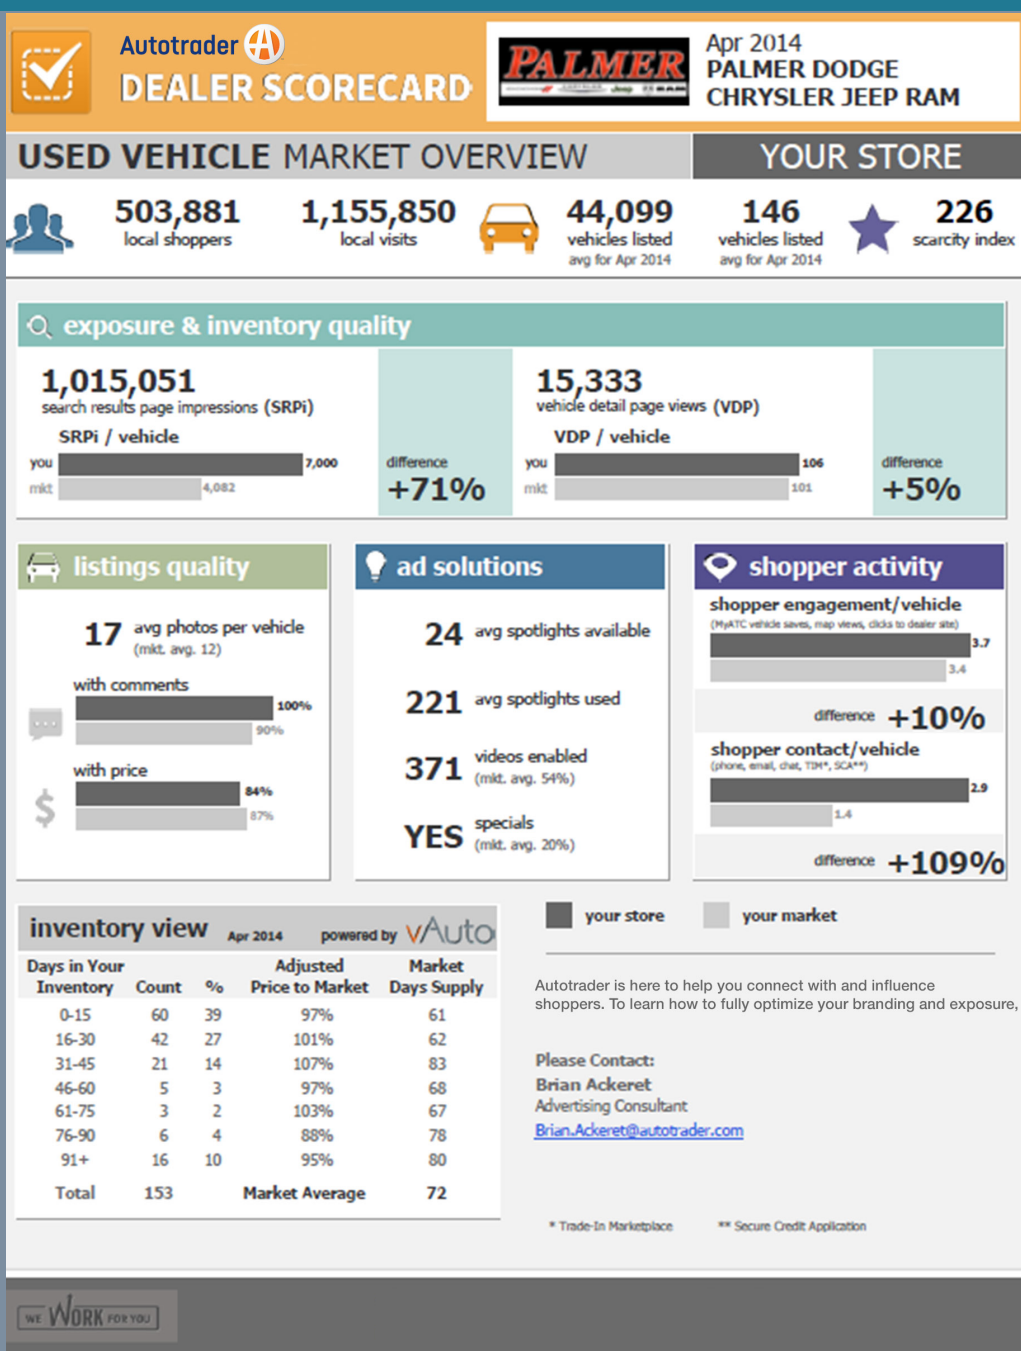 Autotrader
DEALER SCORECARD
PALMER
Apr 2014
PALMER DODGE
CHRYSLER JEEP RAM
USED VEHICLE MARKET OVERVIEW
YOUR STORE
503,881
local shoppers
1,155,850
local visits
44,099
vehicles listed
avg for Apr 2014
146
vehicles listed
avg for Apr 2014
226
scarcity index
exposure & inventory quality
1,015,051
search results page impressions (SRPi)
SRPi / vehicle
you 7,000
mkt 4,082
difference
+71%
15,333
vehicle detail page views (VDP)
VDP / vehicle
you 106
mkt 101
difference
+5%
listings quality
17 avg photos per vehicle
(mkt. avg. 12)
with comments
100%
90%
with price
$ 84%
87%
ad solutions
24 avg spotlights available
221 avg spotlights used
371 videos enabled
(mkt. avg. 54%)
YES specials
(mkt. avg. 20%)
shopper activity
shopper engagement/vehicle
(MyATC vehicle saves, map views, clicks to dealer site)
3.7
3.4
difference +10%
shopper contact/vehicle
(phone, email, chat, TIM*, SCA**)
2.9
1.4
difference +109%
inventory view Apr 2014 powered by vAuto
Days in Your Adjusted Market
Inventory Count % Price to Market Days Supply
0-15 60 39 97% 61
16-30 42 27 101% 62
31-45 21 14 107% 83
46-60 5 3 97% 68
61-75 3 2 103% 67
76-90 6 4 88% 78
91+ 16 10 95% 80
Total 153 Market Average 72
your store your market
Autotrader is here to help you connect with and influence
shoppers. To learn how to fully optimize your branding and exposure,
Please Contact:
Brian Ackeret
Advertising Consultant
Brian.Ackeret@autotrader.com
* Trade-In Marketplace ** Secure Credit Application
WE WORK FOR YOU